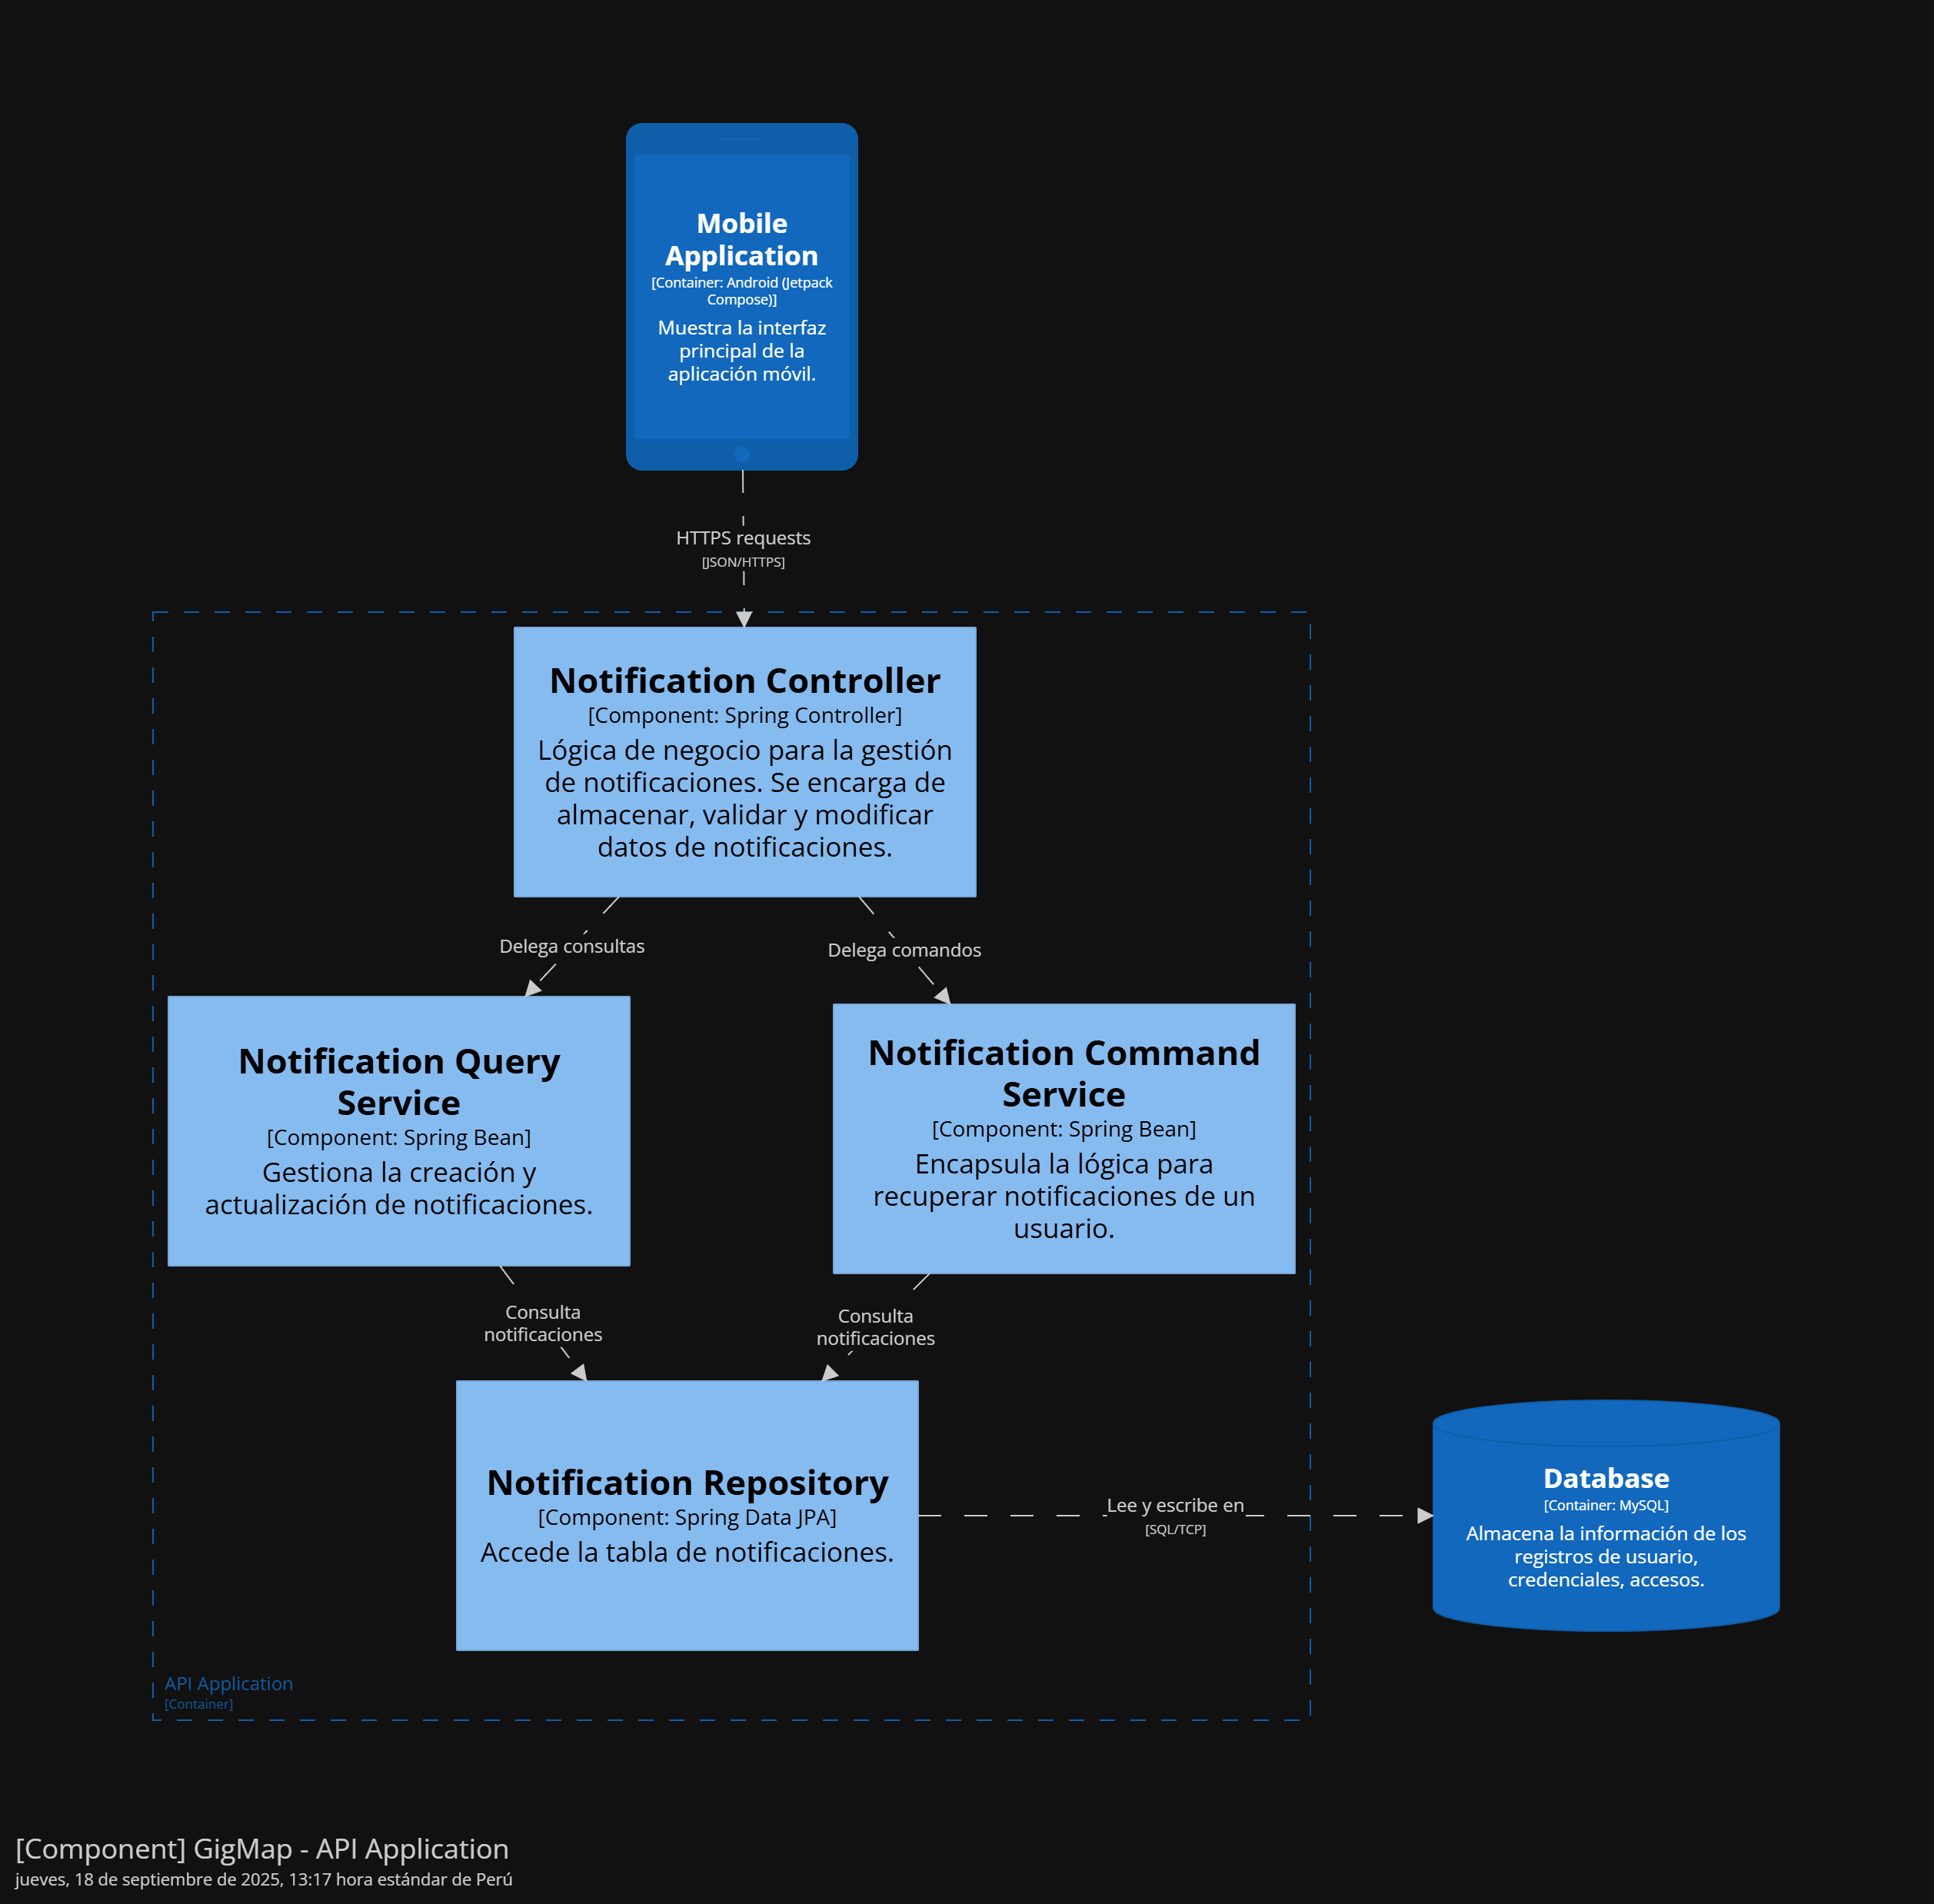 Mobile
Application
[Container: Android (Jetpack
Compose)]
Muestra la interfaz
principal de la
aplicación móvil.
HTTPS requests
[JSON/HTTPS]
Notification Controller
[Component: Spring Controller]
Lógica de negocio para la gestión
de notificaciones. Se encarga de
almacenar, validar y modificar
datos de notificaciones.
Delega consultas
Delega comandos
Notification Query
Service
[Component: Spring Bean]
Gestiona la creación y
actualización de notificaciones.
Notification Command
Service
[Component: Spring Bean]
Encapsula la lógica para
recuperar notificaciones de un
usuario.
Consulta
notificaciones
Consulta
notificaciones
Notification Repository
[Component: Spring Data JPA]
Accede la tabla de notificaciones.
Lee y escribe en
[SQL/TCP]
Database
[Container: MySQL]
Almacena la información de los
registros de usuario,
credenciales, accesos.
API Application
[Container]
[Component] GigMap - API Application
jueves, 18 de septiembre de 2025, 13:17 hora estándar de Perú